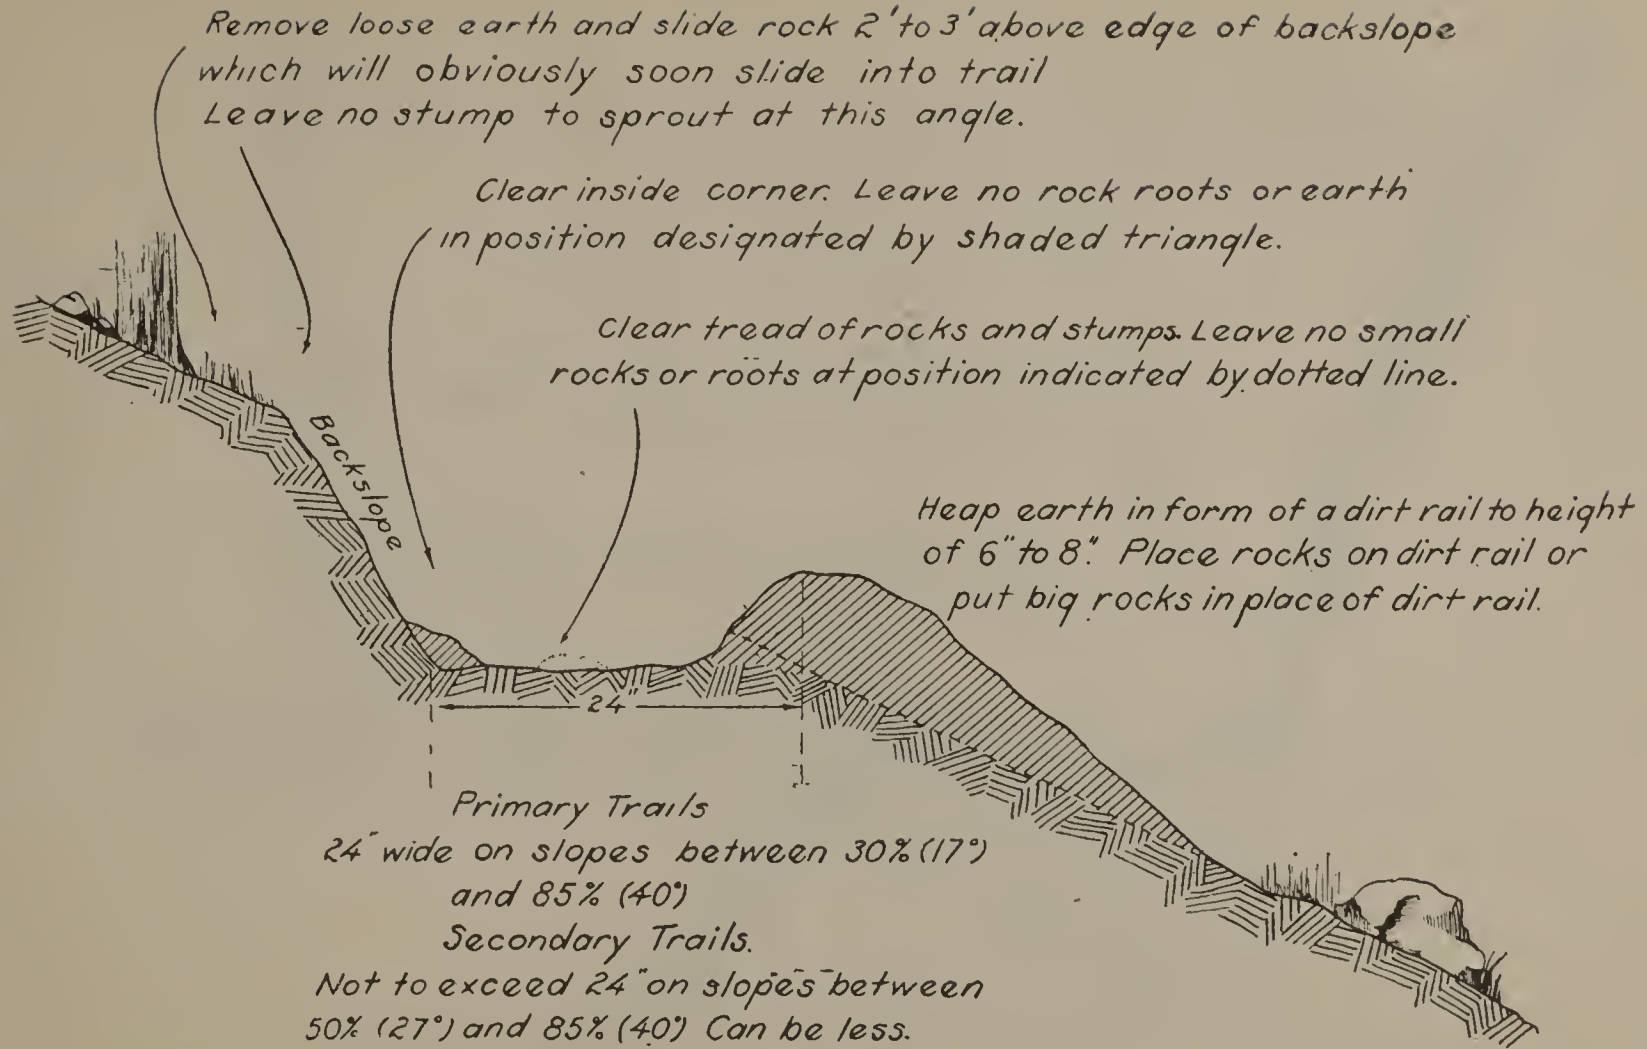 Remove loose earth and slide rock 2' to 3' above edge of backslope
which will obviously soon slide into trail
Leave no stump to sprout at this angle.
Clear inside corner. Leave no rock roots or earth
in position designated by shaded triangle.
Clear tread of rocks and stumps. Leave no small
rocks or roots at position indicated by dotted line.
Backslope
Heap earth in form of a dirt rail to height
of 6" to 8". Place rocks on dirt rail or
put big rocks in place of dirt rail.
24"
Primary Trails
24" wide on slopes between 30% (17°)
and 85% (40°)
Secondary Trails.
Not to exceed 24" on slopes between
50% (27°) and 85% (40°) Can be less.